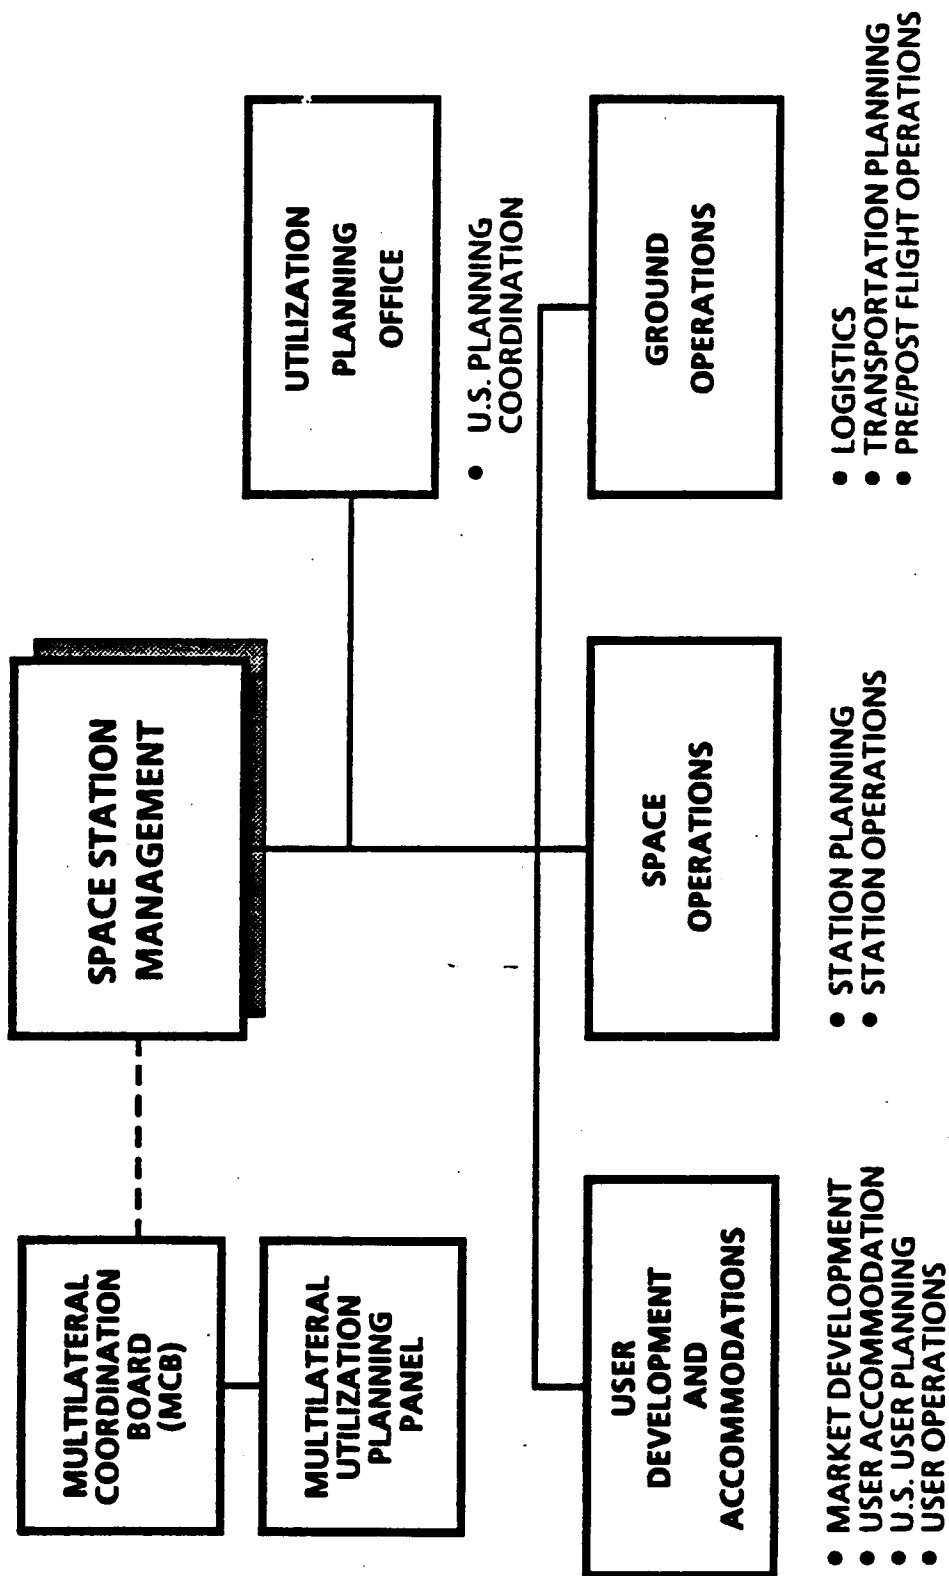 MULTILATERAL
COORDINATION
BOARD
(MCB)
SPACE STATION
MANAGEMENT
MULTILATERAL
UTILIZATION
PLANNING
PANEL
UTILIZATION
PLANNING
OFFICE
• U.S. PLANNING
COORDINATION
USER
DEVELOPMENT
AND
ACCOMMODATIONS
SPACE
OPERATIONS
GROUND
OPERATIONS
• MARKET DEVELOPMENT
• USER ACCOMMODATION
• U.S. USER PLANNING
• USER OPERATIONS
• STATION PLANNING
• STATION OPERATIONS
• LOGISTICS
• TRANSPORTATION PLANNING
• PRE/POST FLIGHT OPERATIONS